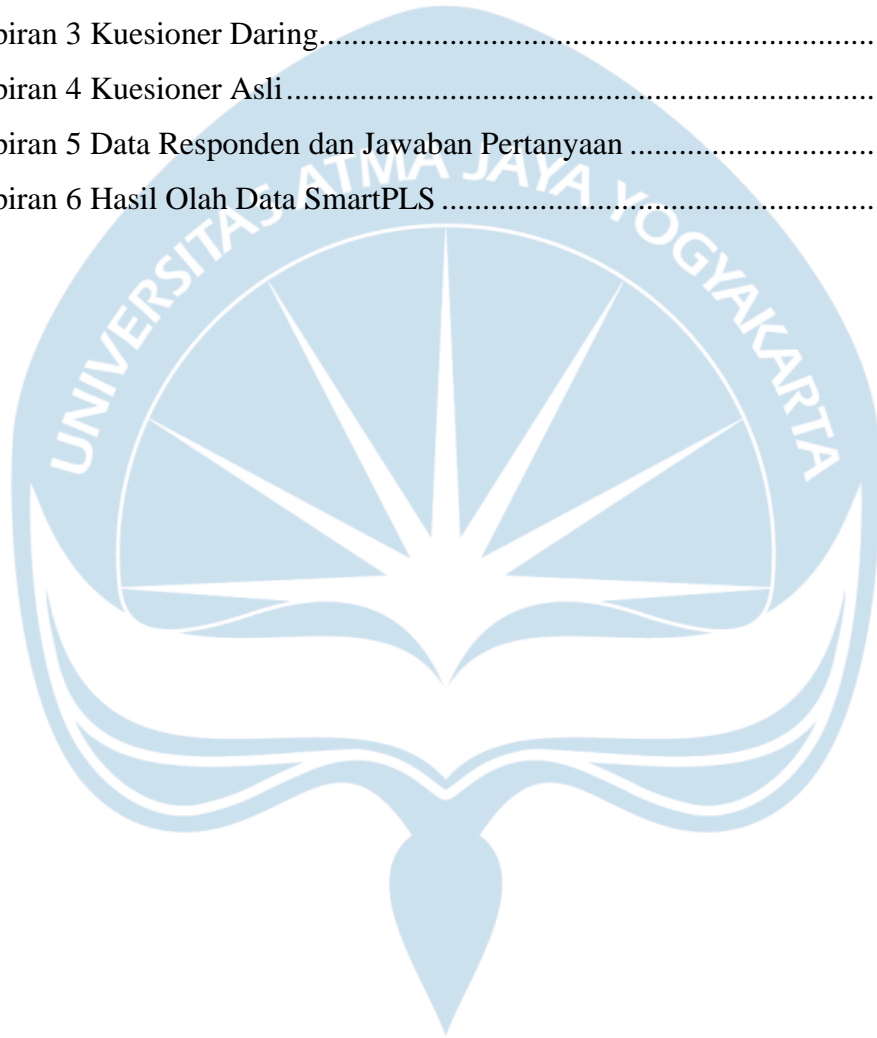 piran 3 Kuesioner Daring.......................................................................
piran 4 Kuesioner Asli...........................................................................
piran 5 Data Responden dan Jawaban Pertanyaan ..............................
piran 6 Hasil Olah Data SmartPLS .......................................................
UNIVERSITAS ATMA JAYA YOGYAKARTA